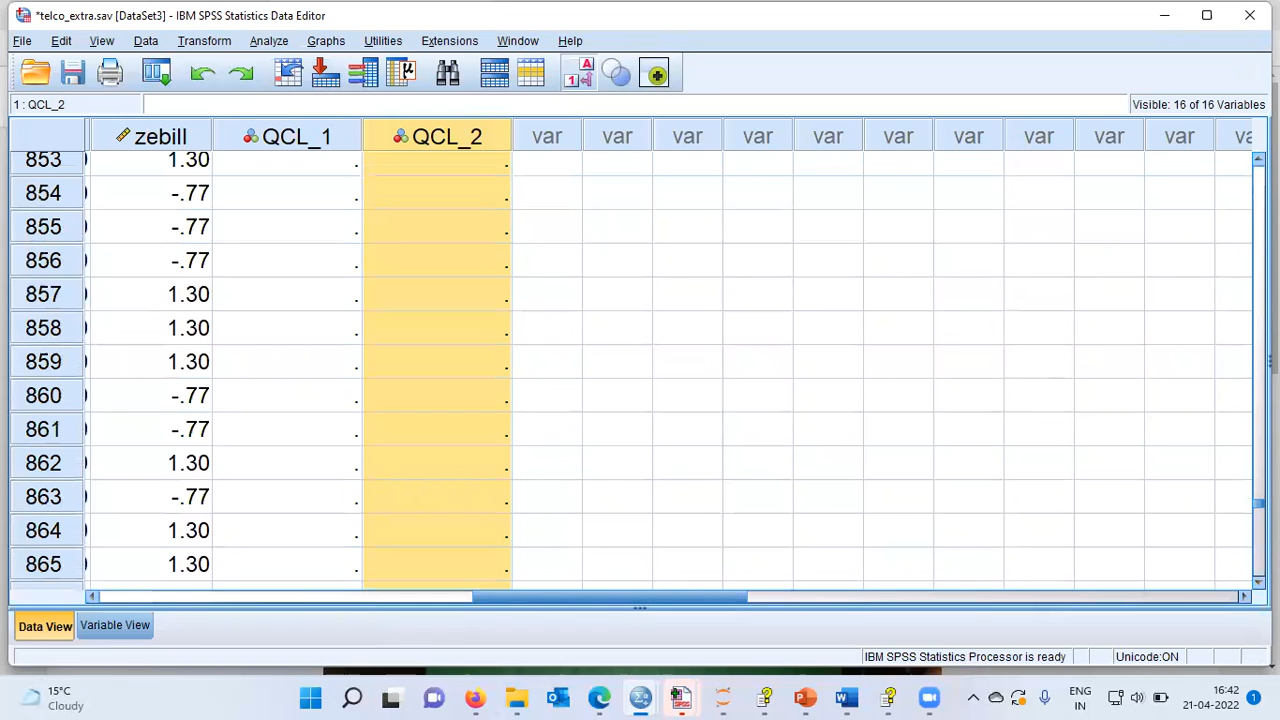 *telco_extra.sav [DataSet3] - IBM SPSS Statistics Data Editor
File Edit View Data Transform Analyze Graphs Utilities Extensions Window Help
1 : QCL_2 Visible: 16 of 16 Variables
zebill QCL_1 QCL_2 var var var var var var var var var var
853 1.30 . .
854 -.77 . .
855 -.77 . .
856 -.77 . .
857 1.30 . .
858 1.30 . .
859 1.30 . .
860 -.77 . .
861 -.77 . .
862 1.30 . .
863 -.77 . .
864 1.30 . .
865 1.30 . .
Data View Variable View
IBM SPSS Statistics Processor is ready Unicode:ON
15°C ENG 16:42
Cloudy IN 21-04-2022 1